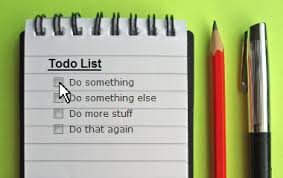 Todo List
Do something
Do something else
Do more stuff
Do that again